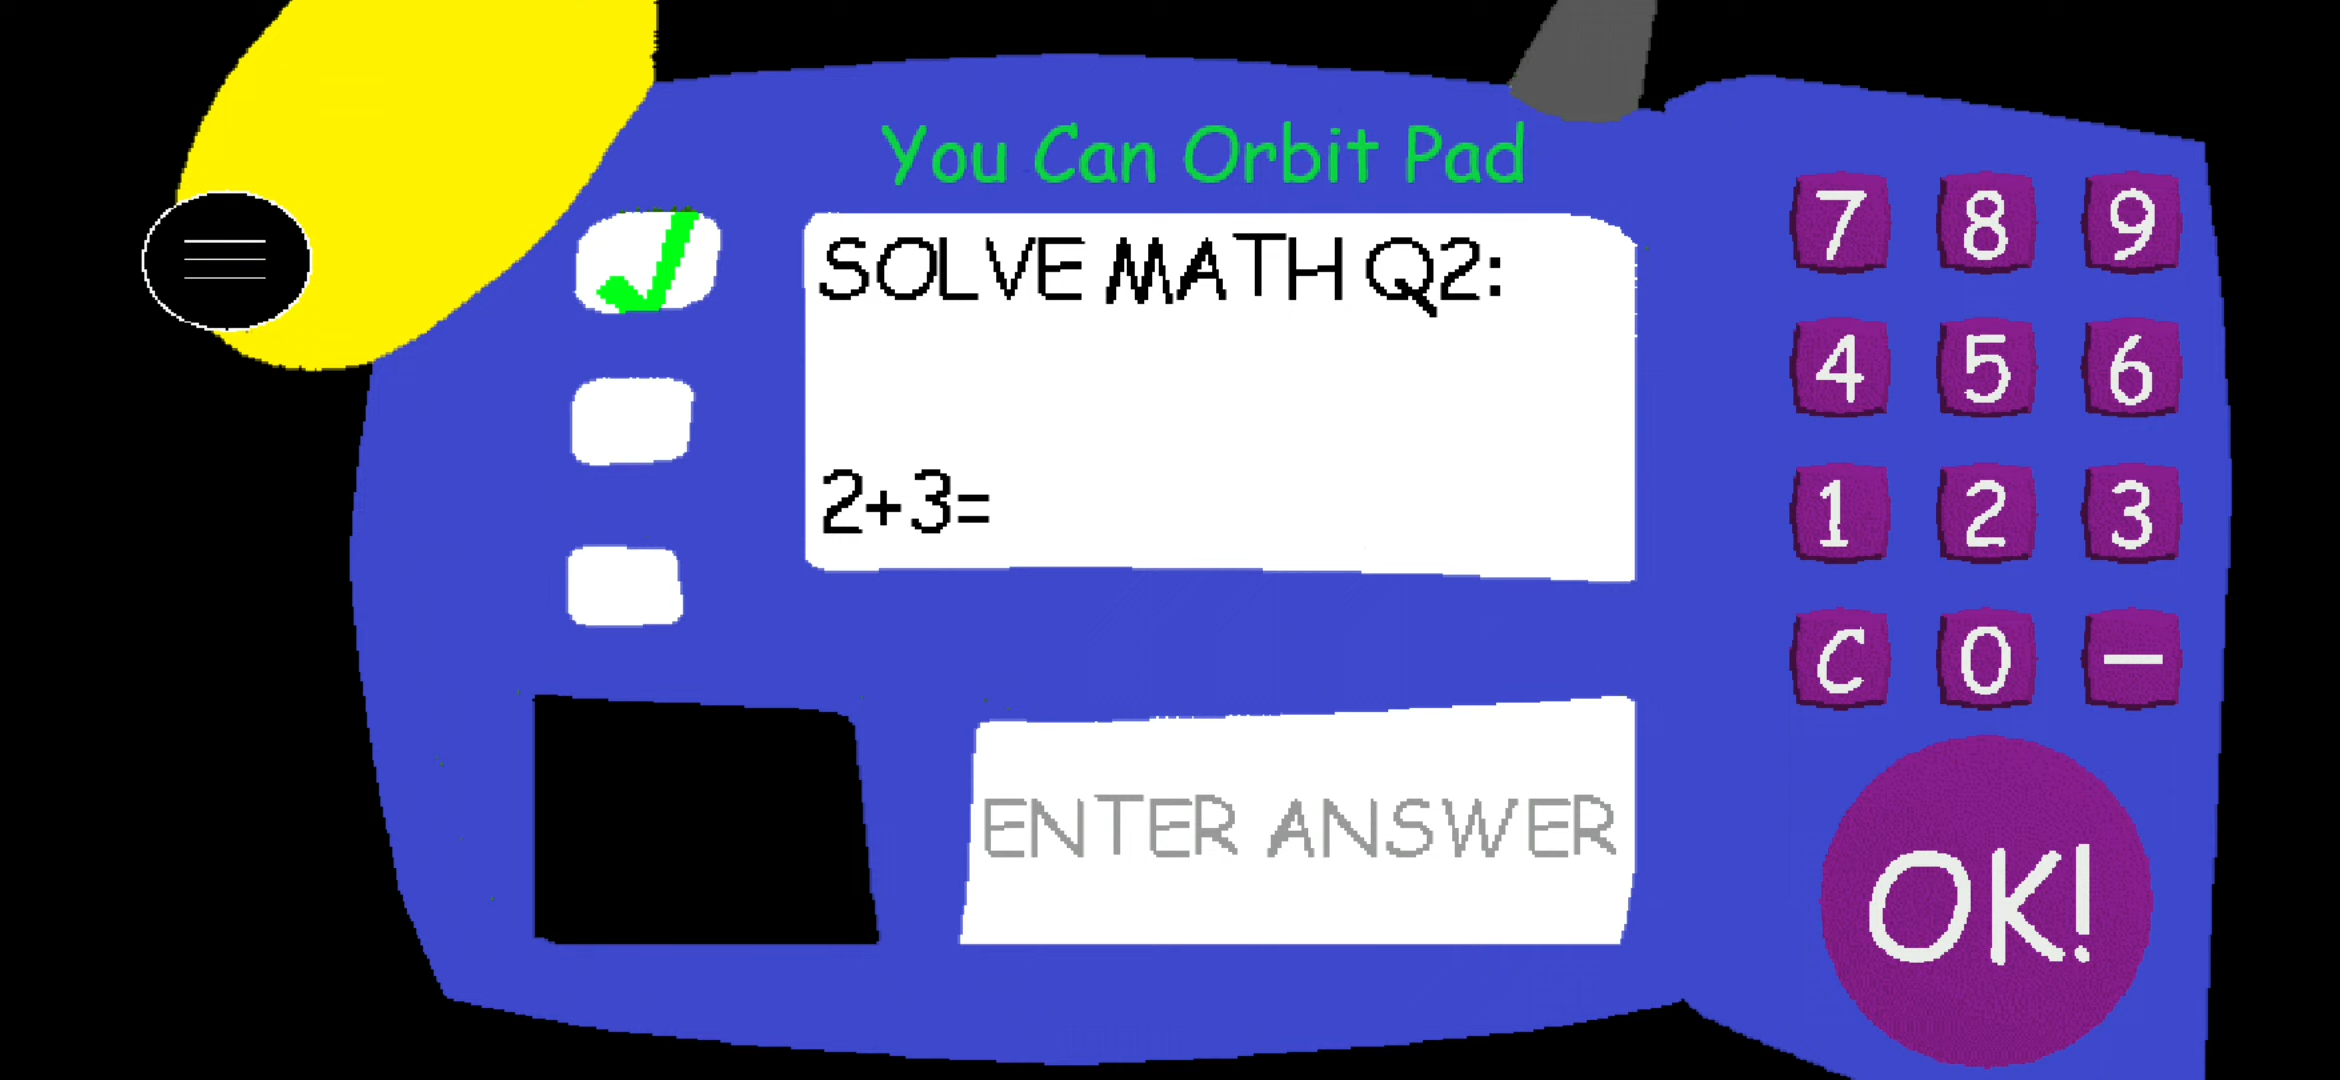 You Can Orbit Pad
SOLVE MATH Q2:
2+3=
ENTER ANSWER
7 8 9
4 5 6
1 2 3
C 0 —
OK!